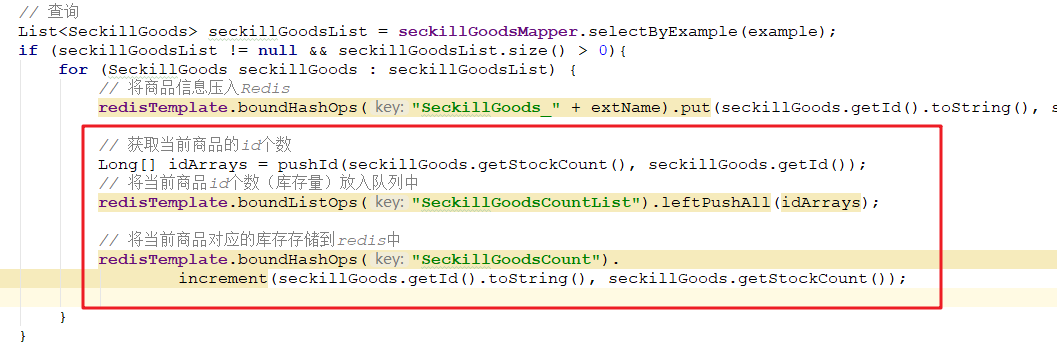 // 查询
List<SeckillGoods> seckillGoodsList = seckillGoodsMapper.selectByExample(example);
if (seckillGoodsList != null && seckillGoodsList.size() > 0){
for (SeckillGoods seckillGoods : seckillGoodsList) {
// 将商品信息压入Redis
redisTemplate.boundHashOps( key: "SeckillGoods_" + extName).put(seckillGoods.getId().toString(), s
// 获取当前商品的id个数
Long[] idArrays = pushId(seckillGoods.getStockCount(), seckillGoods.getId());
// 将当前商品id个数（库存量）放入队列中
redisTemplate.boundListOps( key: "SeckillGoodsCountList").leftPushAll(idArrays);
// 将当前商品对应的库存存储到redis中
redisTemplate.boundHashOps( key: "SeckillGoodsCount").
increment(seckillGoods.getId().toString(), seckillGoods.getStockCount());
}
}